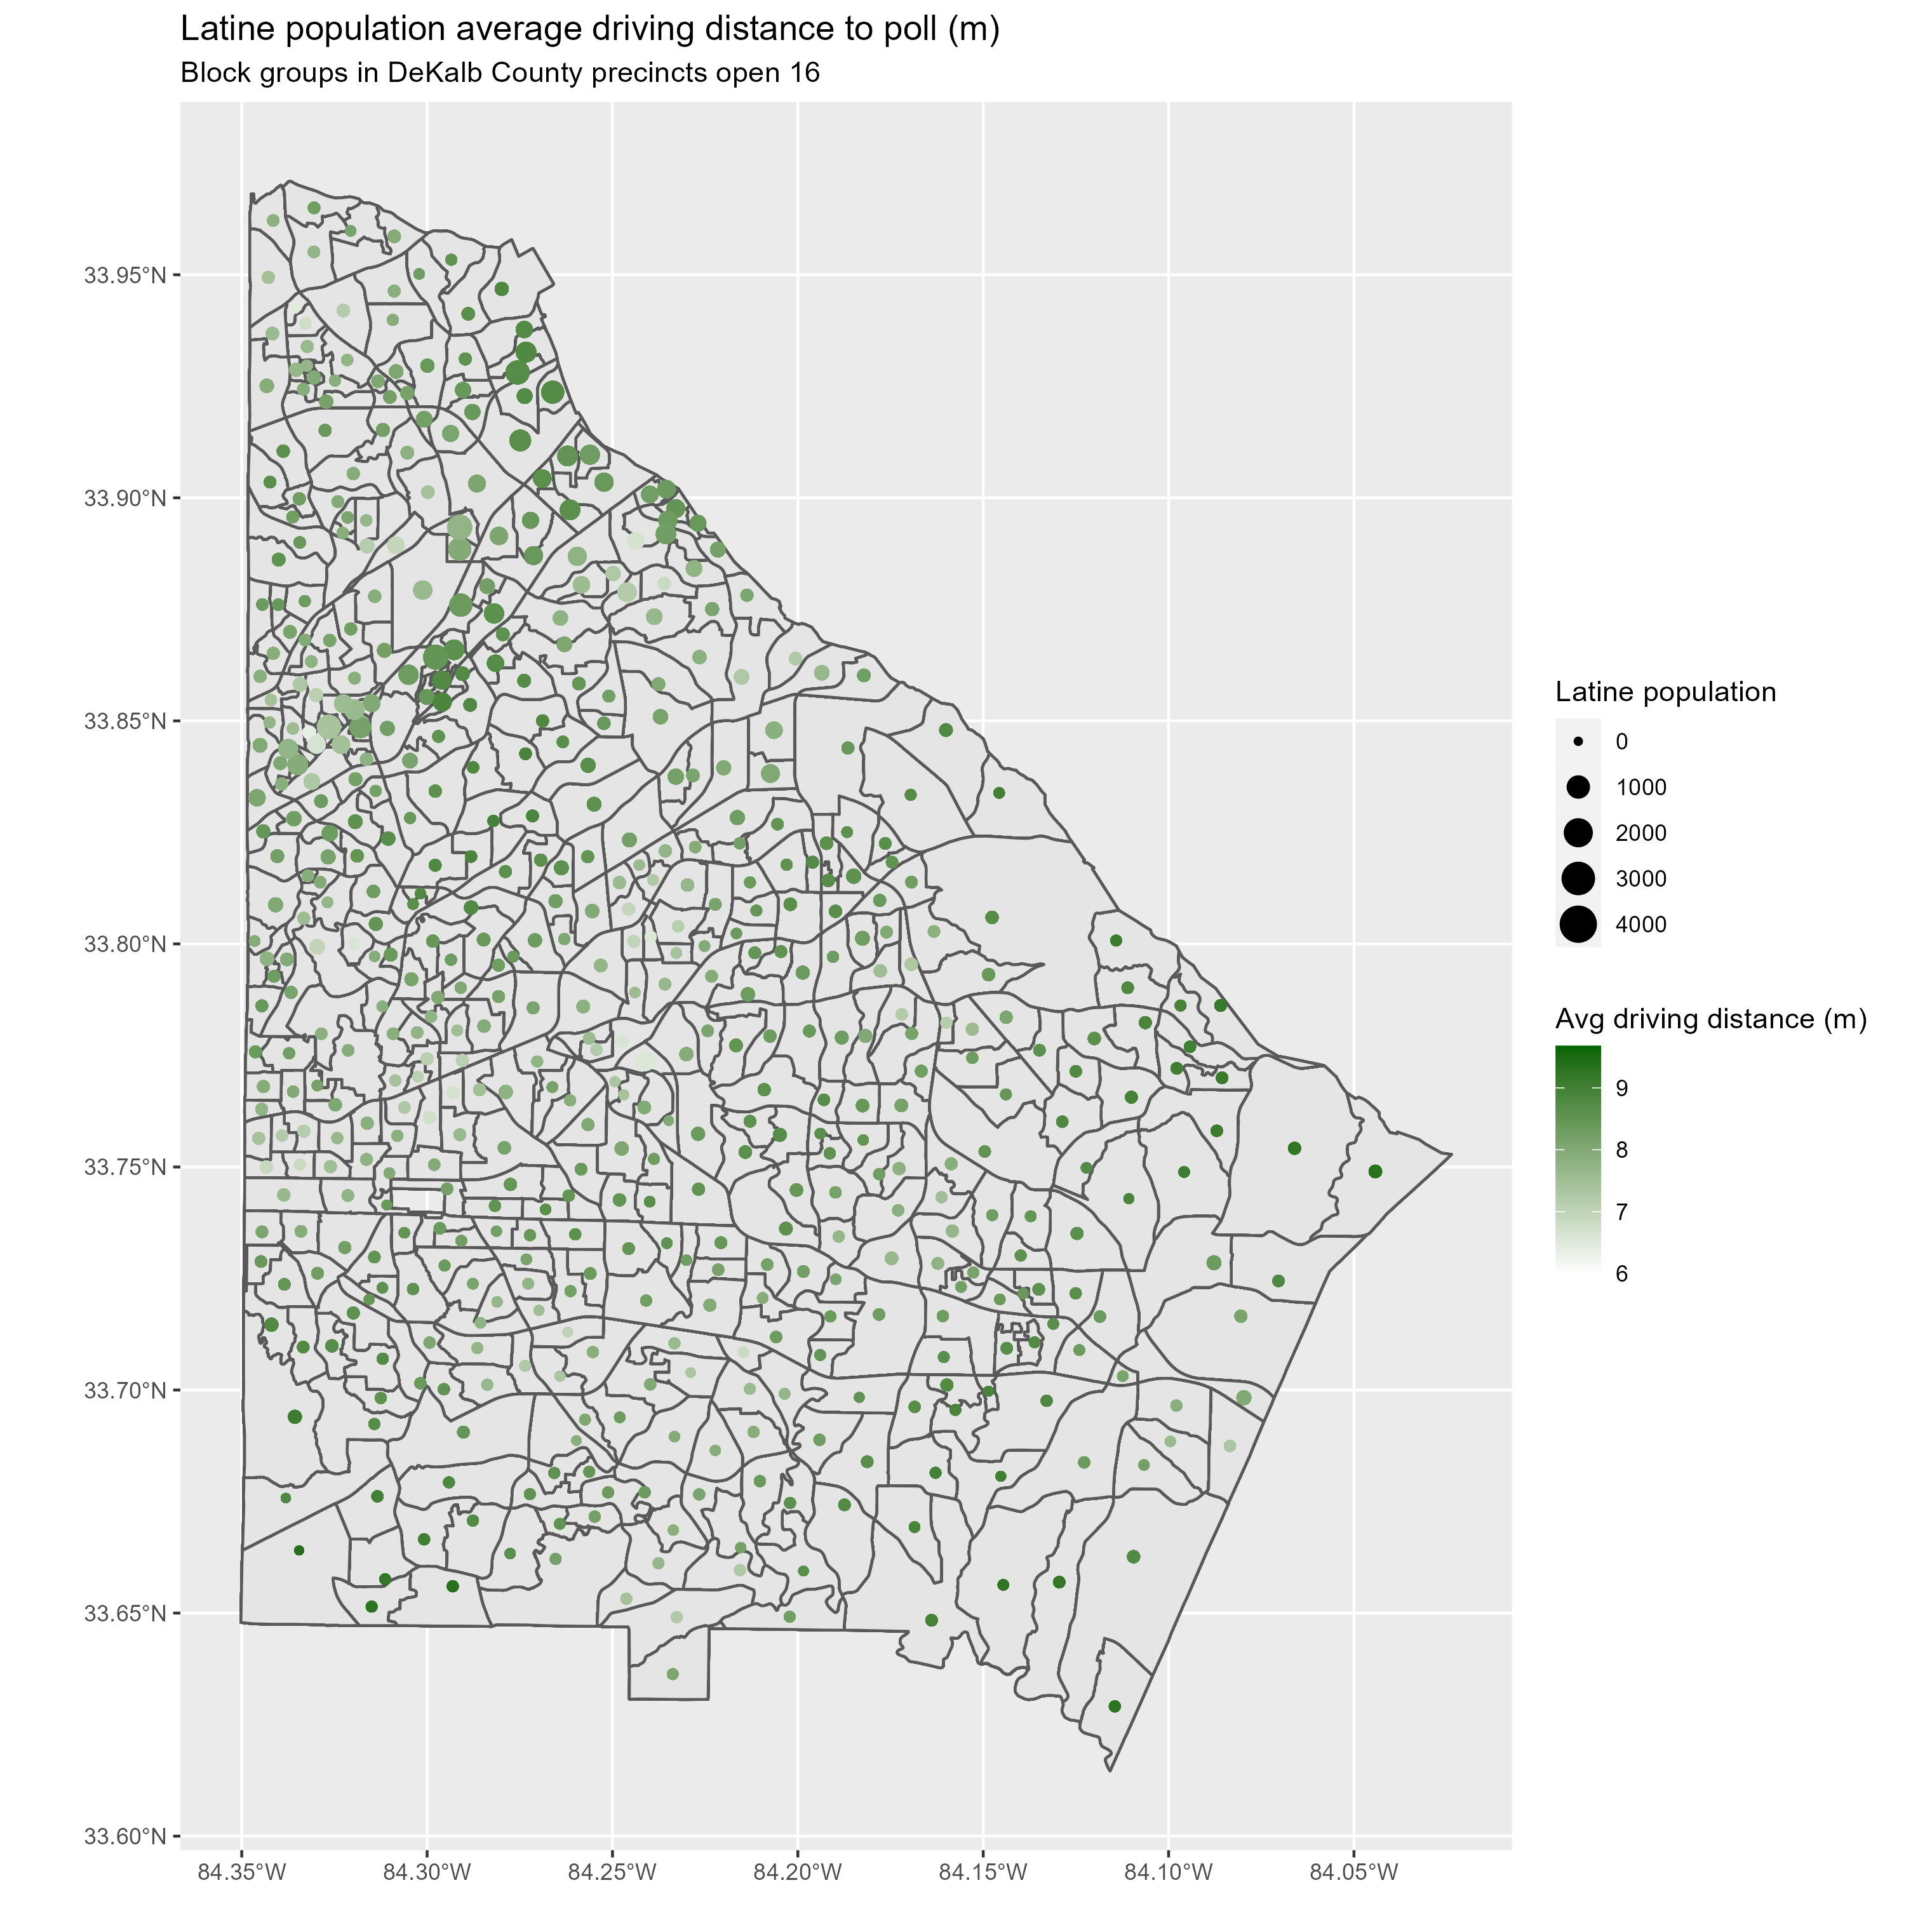 Latine population average driving distance to poll (m)
Block groups in DeKalb County precincts open 16
33.95°N
33.90°N
33.85°N
33.80°N
33.75°N
33.70°N
33.65°N
33.60°N
84.35°W
84.30°W
84.25°W
84.20°W
84.15°W
84.10°W
84.05°W
Latine population
0
1000
2000
3000
4000
Avg driving distance (m)
9
8
7
6